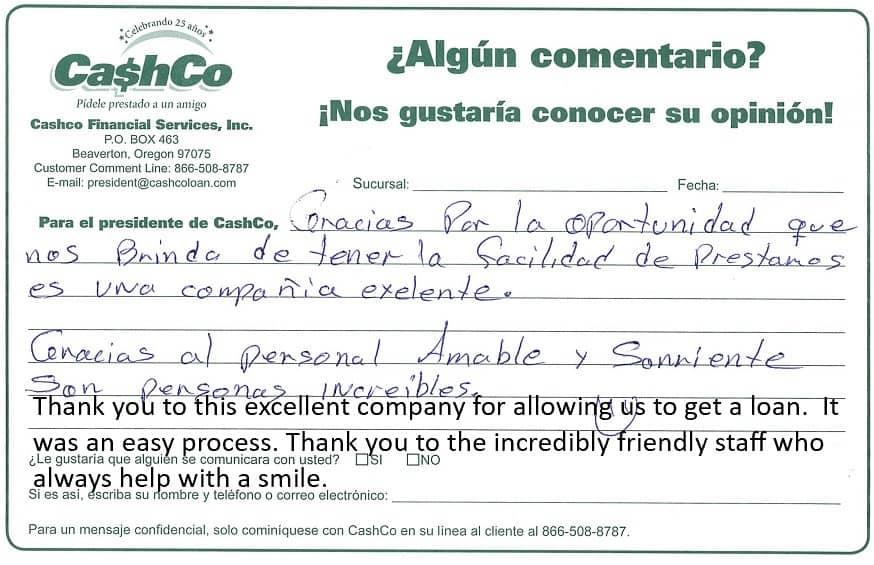 Celebrando 25 años
Ca$hCo
Pídele prestado a un amigo
Cashco Financial Services, Inc.
P.O. BOX 463
Beaverton, Oregon 97075
Customer Comment Line: 866-508-8787
E-mail: president@cashcoloan.com
¿Algún comentario?
¡Nos gustaría conocer su opinión!
Sucursal: Fecha:
Para el presidente de CashCo, Gracias Por la oportunidad que
nos Brinda de tener la facilidad de Prestamos
es una compañia exelente.
Gracias al personal Amable y Sonriente
Son personas increibles.
Thank you to this excellent company for allowing us to get a loan. It
was an easy process. Thank you to the incredibly friendly staff who
¿Le gustaria que alguien se comunicara con usted? SI NO
always help with a smile.
Si es asi, escriba su nombre y teléfono o correo electrónico:
Para un mensaje confidencial, solo cominiquese con CashCo en su linea al cliente al 866-508-8787.